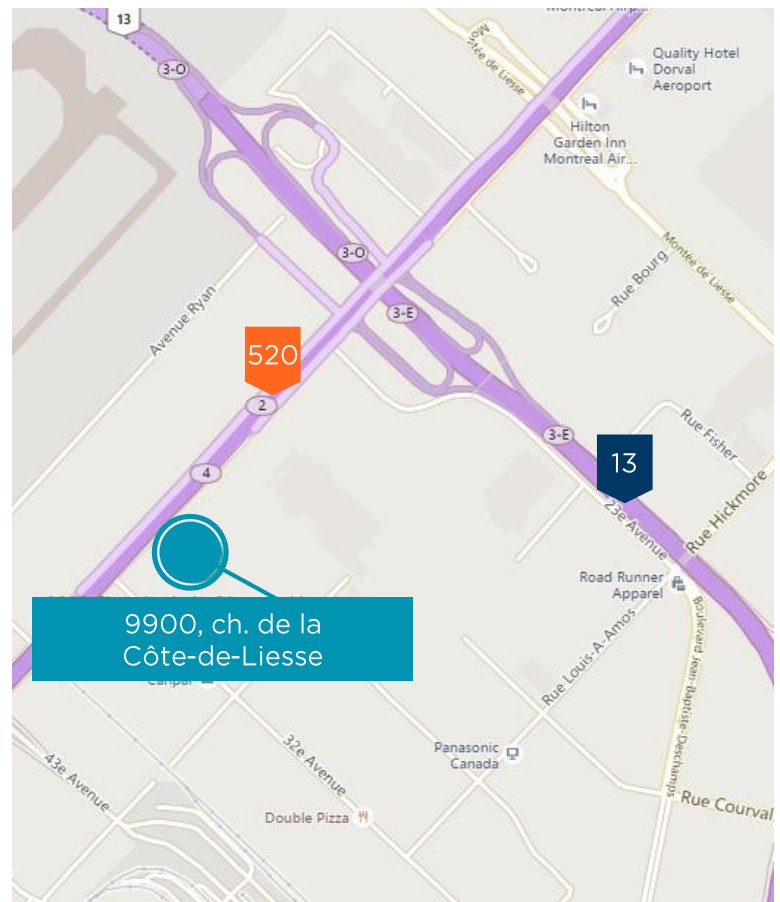 13
3-O
Montée de Liesse
Quality Hotel
Dorval
Aeroport
Hilton
Garden Inn
Montreal Air...
3-O
Montée de Liesse
Rue Bourg
3-E
Avenue Ryan
520
2
3-E
Rue Fisher
4
13
23e Avenue
Rue Hickmore
Road Runner
Apparel
9900, ch. de la
Côte-de-Liesse
Rue Louis-A-Amos
Boulevard Jean-Baptiste-Deschamps
Canpar
32e Avenue
Panasonic
Canada
43e Avenue
Double Pizza
Rue Courval